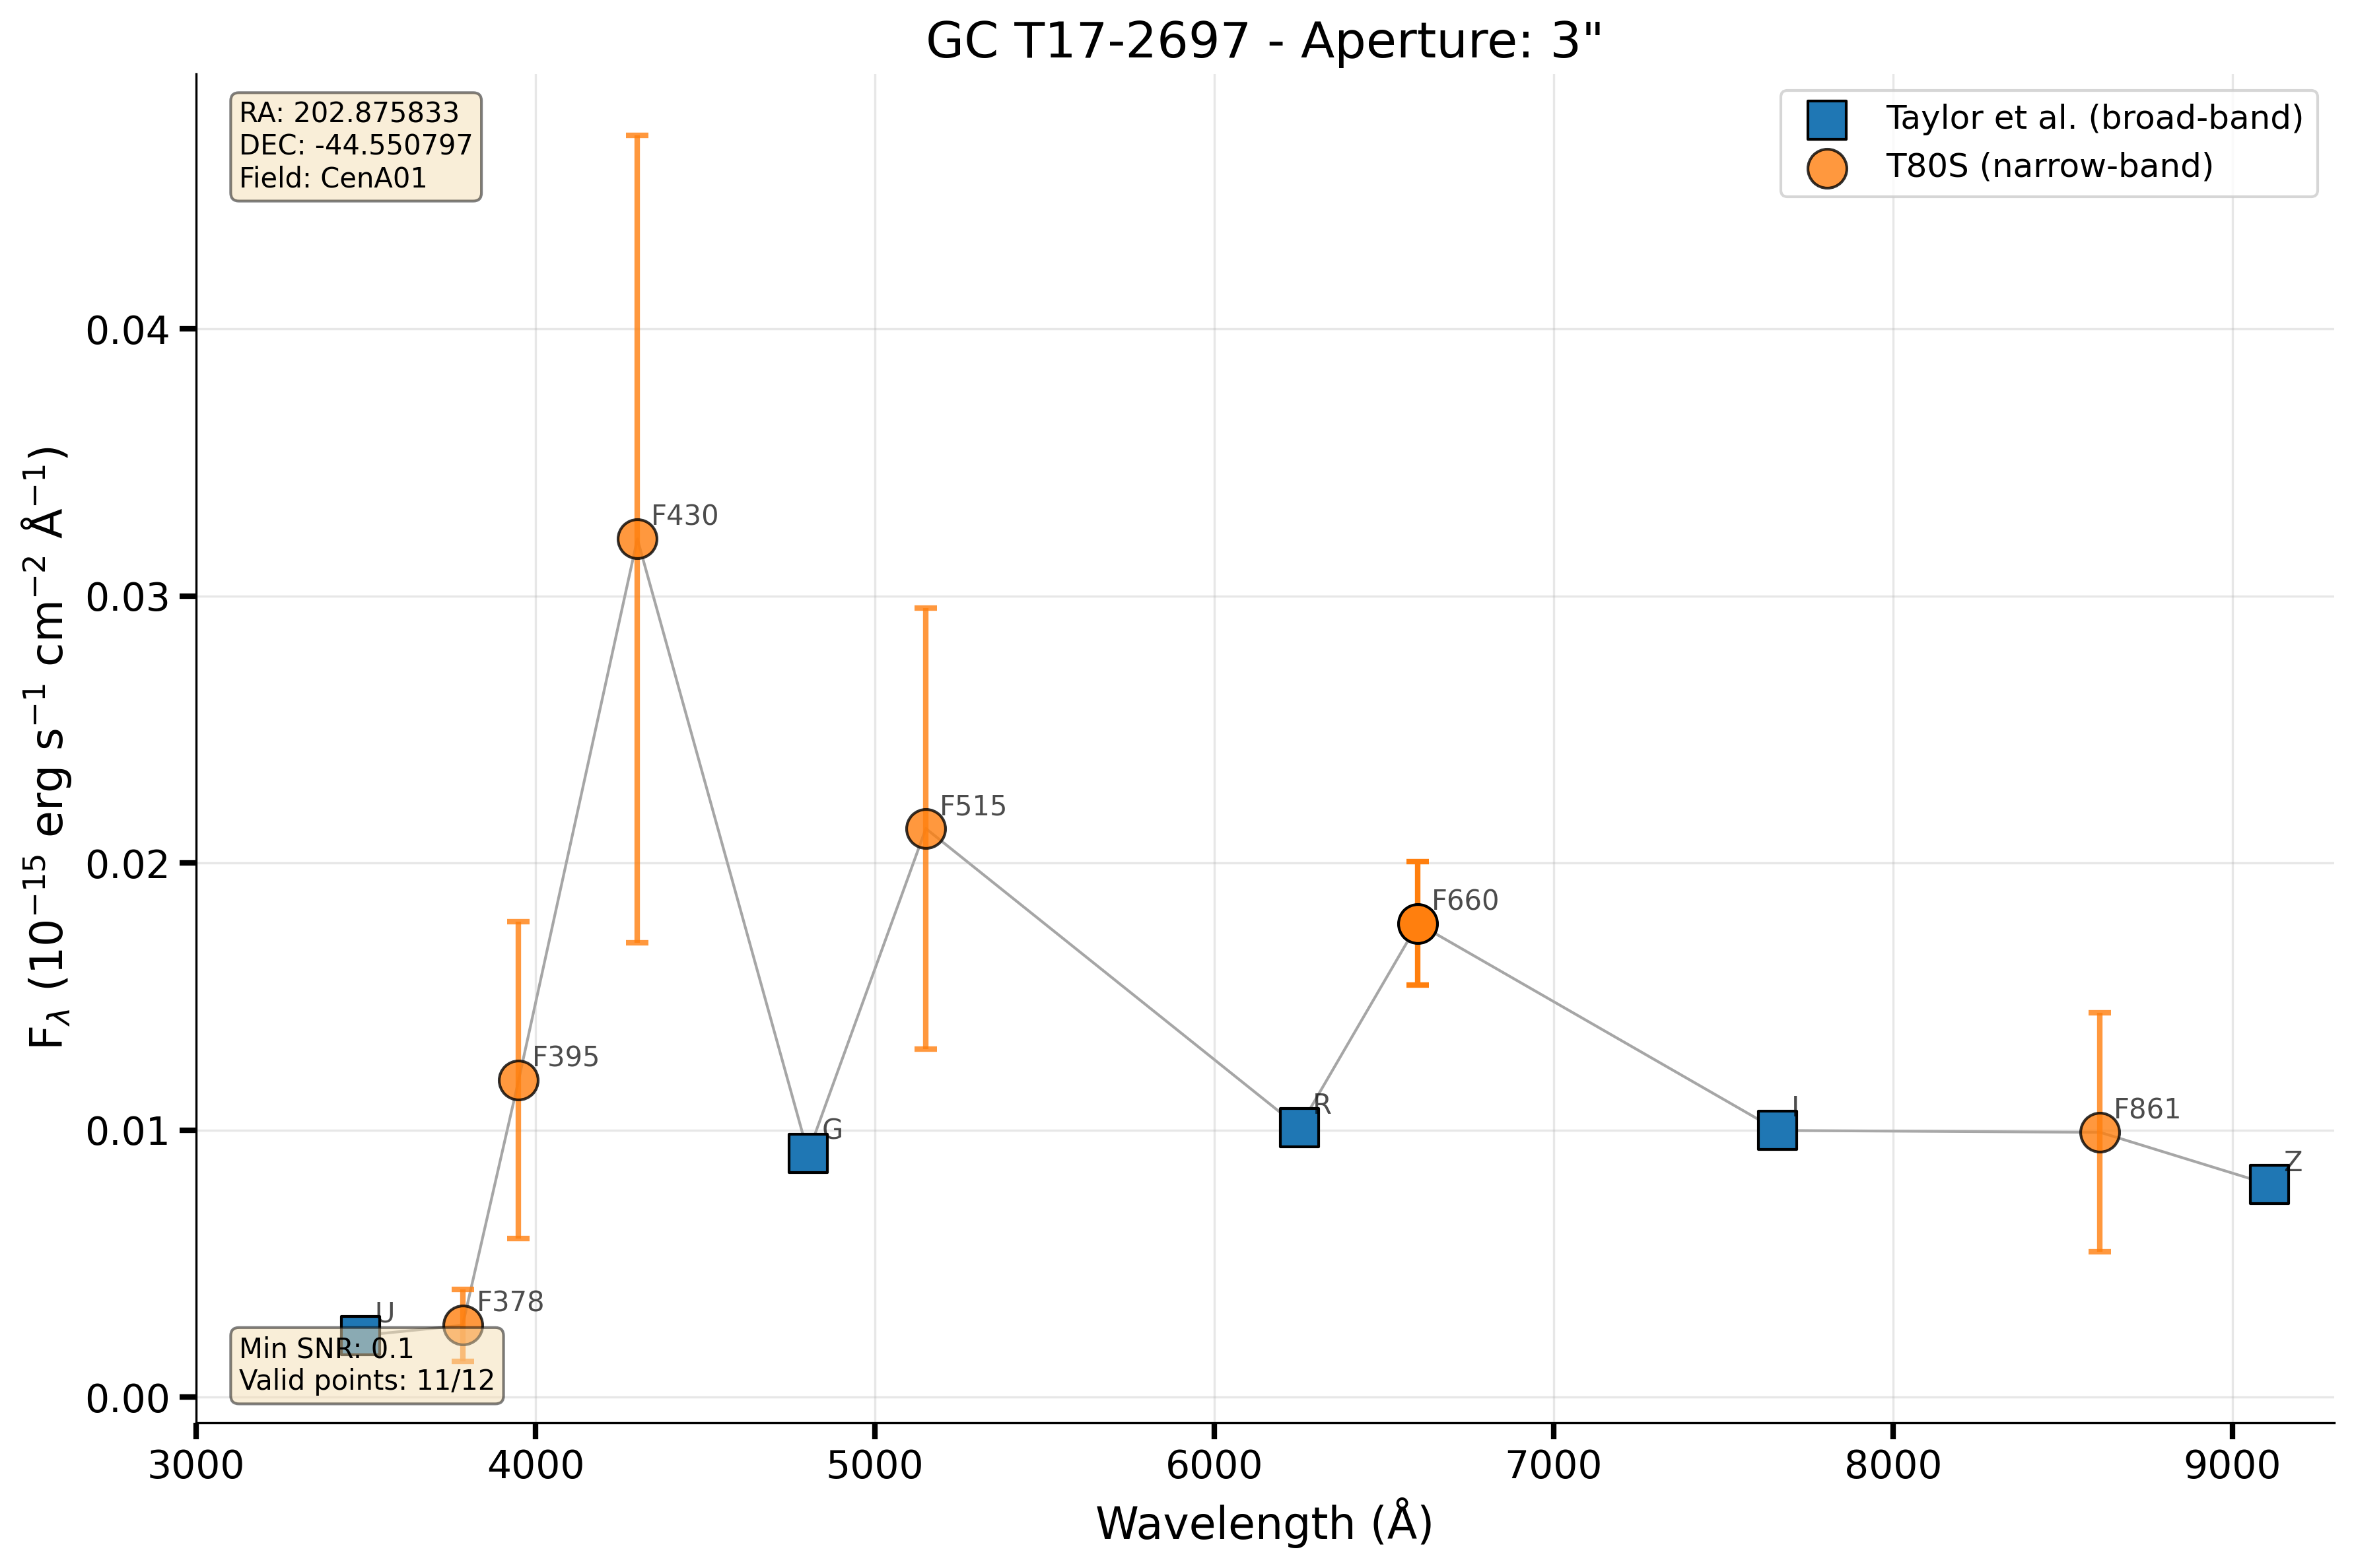 GC T17-2697 - Aperture: 3"
RA: 202.875833
DEC: -44.550797
Field: CenA01
Taylor et al. (broad-band)
T80S (narrow-band)
0.04
0.03
0.02
0.01
0.00
F430
F515
F660
F395
F861
G
R
I
Z
U
F378
Min SNR: 0.1
Valid points: 11/12
3000 4000 5000 6000 7000 8000 9000
Wavelength (Å)
F$_{λ}$ (10⁻¹⁵ erg s⁻¹ cm⁻² Å⁻¹)